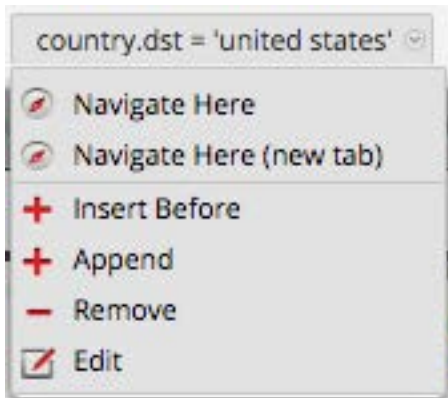 country.dst = 'united states'
Navigate Here
Navigate Here (new tab)
Insert Before
Append
Remove
Edit